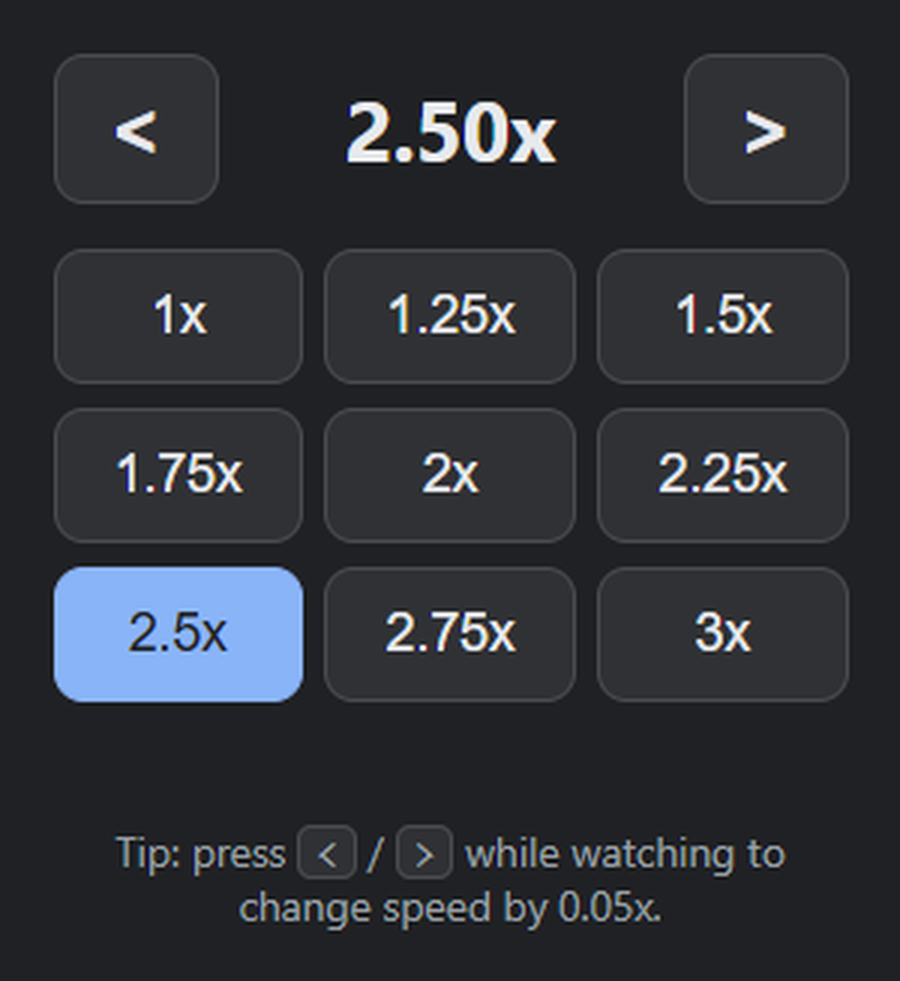 < 2.50x >
1x 1.25x 1.5x
1.75x 2x 2.25x
2.5x 2.75x 3x
Tip: press < / > while watching to
change speed by 0.05x.